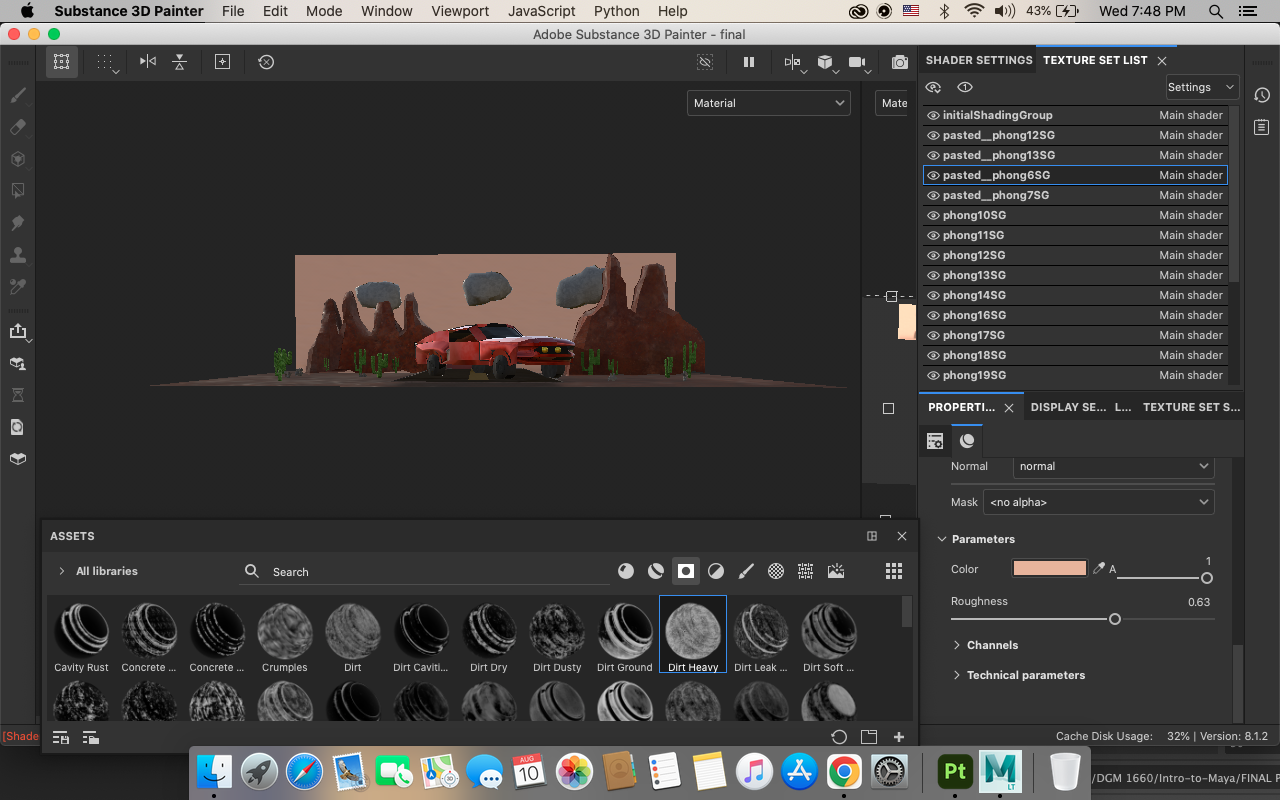 Substance 3D Painter File Edit Mode Window Viewport JavaScript Python Help 43% Wed 7:48 PM
Adobe Substance 3D Painter - final
SHADER SETTINGS TEXTURE SET LIST
Settings
Material
Mate
initialShadingGroup Main shader
pasted__phong12SG Main shader
pasted__phong13SG Main shader
pasted__phong6SG Main shader
pasted__phong7SG Main shader
phong10SG Main shader
phong11SG Main shader
phong12SG Main shader
phong13SG Main shader
phong14SG Main shader
phong16SG Main shader
phong17SG Main shader
phong18SG Main shader
phong19SG Main shader
PROPERTI... DISPLAY SE... L... TEXTURE SET S...
Normal normal
Mask <no alpha>
Parameters
Color A 1
Roughness 0.63
Channels
Technical parameters
ASSETS
All libraries Search
Cavity Rust Concrete ... Concrete ... Crumples Dirt Dirt Caviti... Dirt Dry Dirt Dusty Dirt Ground Dirt Heavy Dirt Leak ... Dirt Soft ...
[Shade
Cache Disk Usage: 32% | Version: 8.1.2
AUG
10
Pt
M
LT
/DGM 1660/Intro-to-Maya/FINAL P